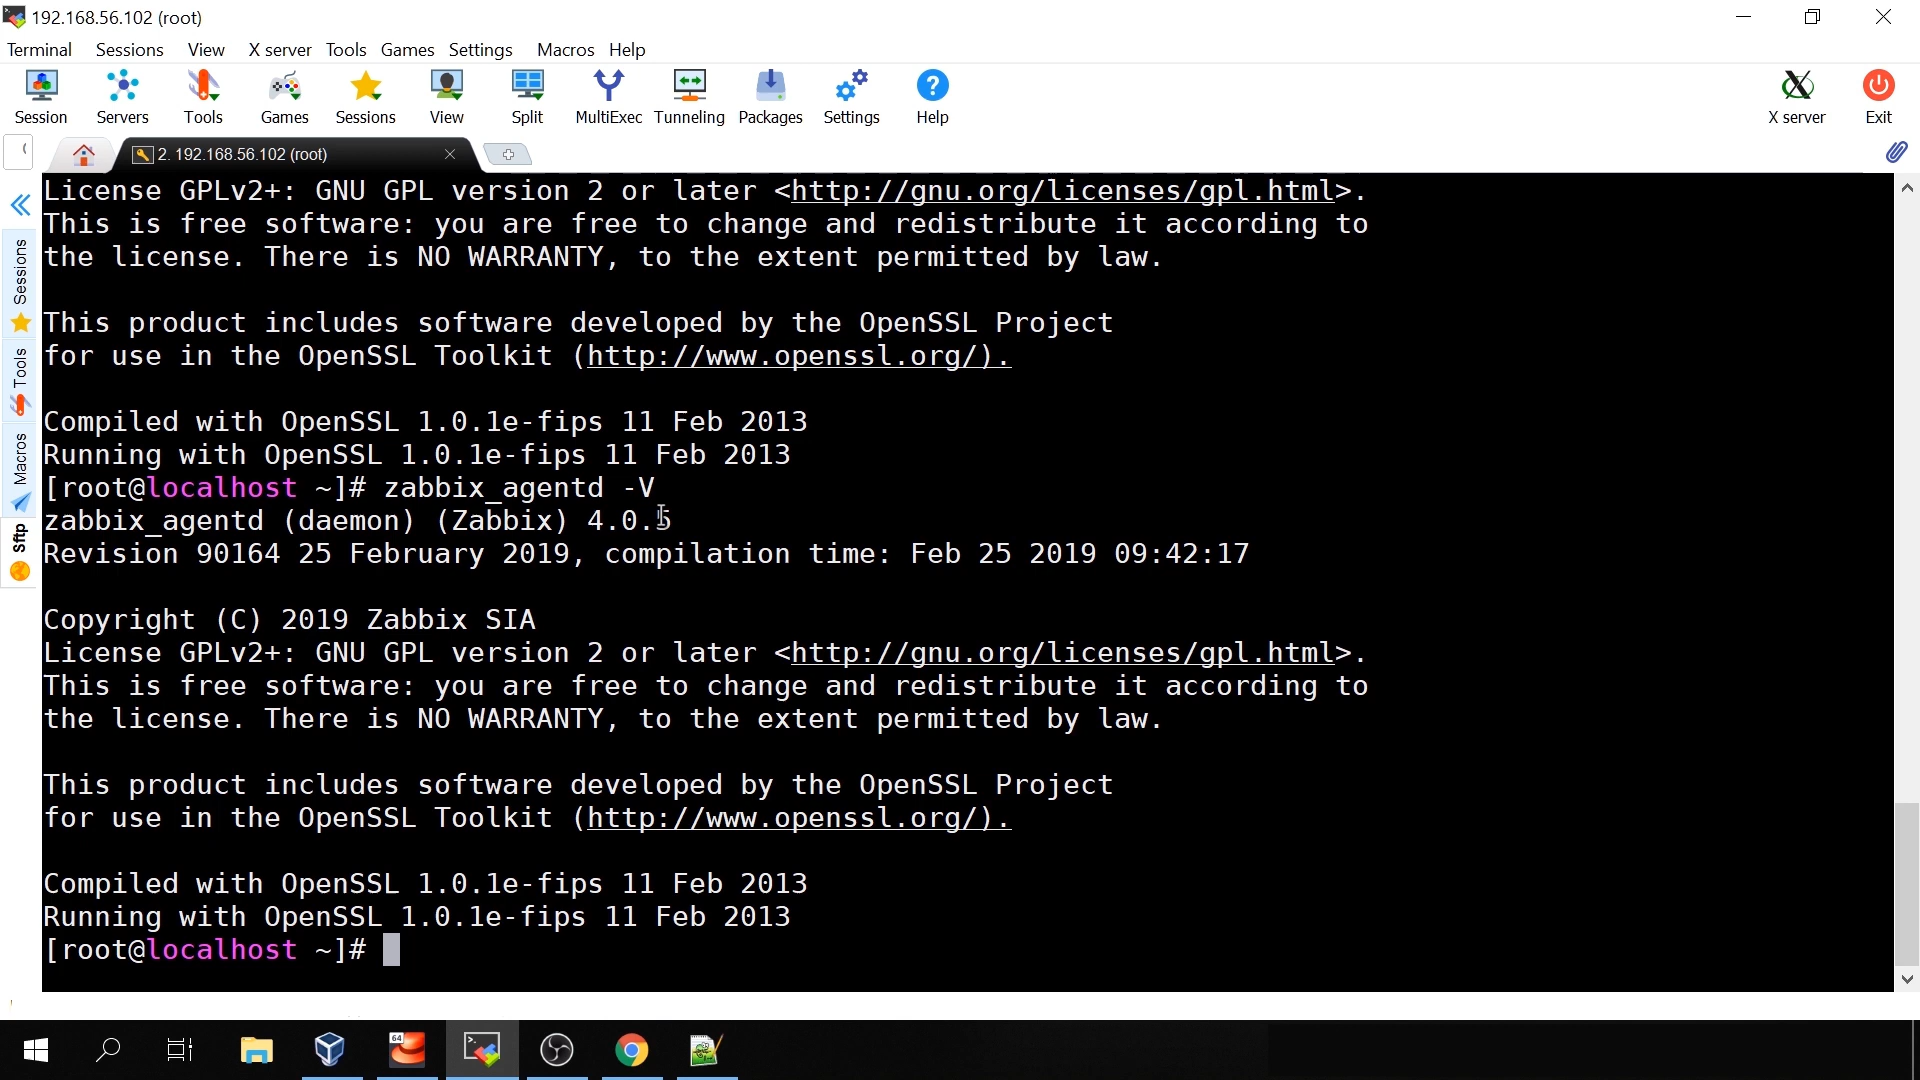 192.168.56.102 (root)
Terminal Sessions View X server Tools Games Settings Macros Help
Session Servers Tools Games Sessions View Split MultiExec Tunneling Packages Settings Help X server Exit
2. 192.168.56.102 (root)
Sessions
Tools
Macros
Sftp
License GPLv2+: GNU GPL version 2 or later <http://gnu.org/licenses/gpl.html>.
This is free software: you are free to change and redistribute it according to
the license. There is NO WARRANTY, to the extent permitted by law.
This product includes software developed by the OpenSSL Project
for use in the OpenSSL Toolkit (http://www.openssl.org/).
Compiled with OpenSSL 1.0.1e-fips 11 Feb 2013
Running with OpenSSL 1.0.1e-fips 11 Feb 2013
[root@localhost ~]# zabbix_agentd -V
zabbix_agentd (daemon) (Zabbix) 4.0.5
Revision 90164 25 February 2019, compilation time: Feb 25 2019 09:42:17
Copyright (C) 2019 Zabbix SIA
License GPLv2+: GNU GPL version 2 or later <http://gnu.org/licenses/gpl.html>.
This is free software: you are free to change and redistribute it according to
the license. There is NO WARRANTY, to the extent permitted by law.
This product includes software developed by the OpenSSL Project
for use in the OpenSSL Toolkit (http://www.openssl.org/).
Compiled with OpenSSL 1.0.1e-fips 11 Feb 2013
Running with OpenSSL 1.0.1e-fips 11 Feb 2013
[root@localhost ~]#
64